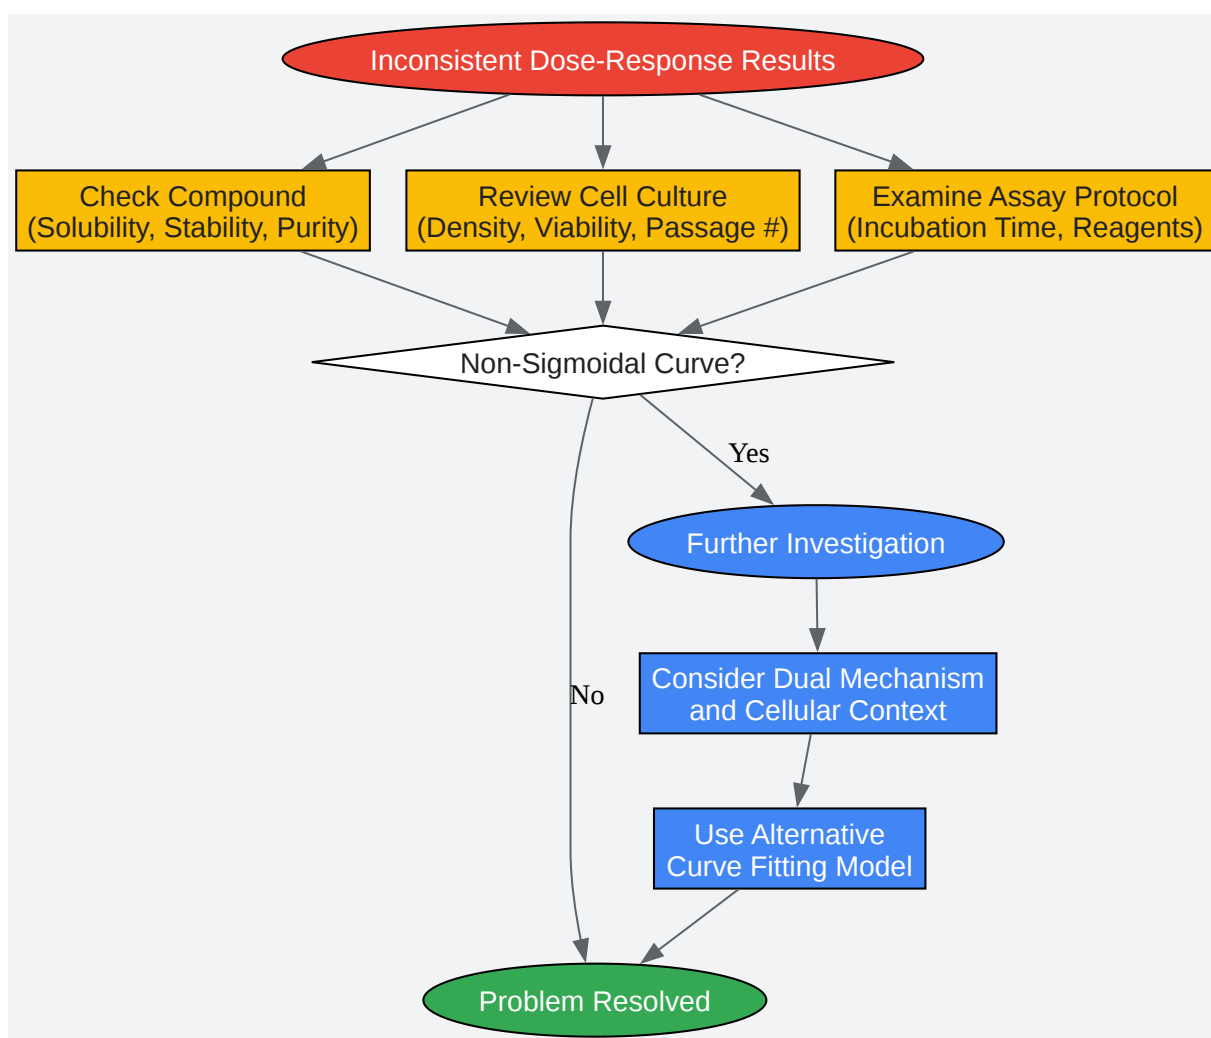 Inconsistent Dose-Response Results
Check Compound
(Solubility, Stability, Purity)
Review Cell Culture
(Density, Viability, Passage #)
Examine Assay Protocol
(Incubation Time, Reagents)
Non-Sigmoidal Curve?
Yes
Further Investigation
Consider Dual Mechanism
and Cellular Context
No
Use Alternative
Curve Fitting Model
Problem Resolved